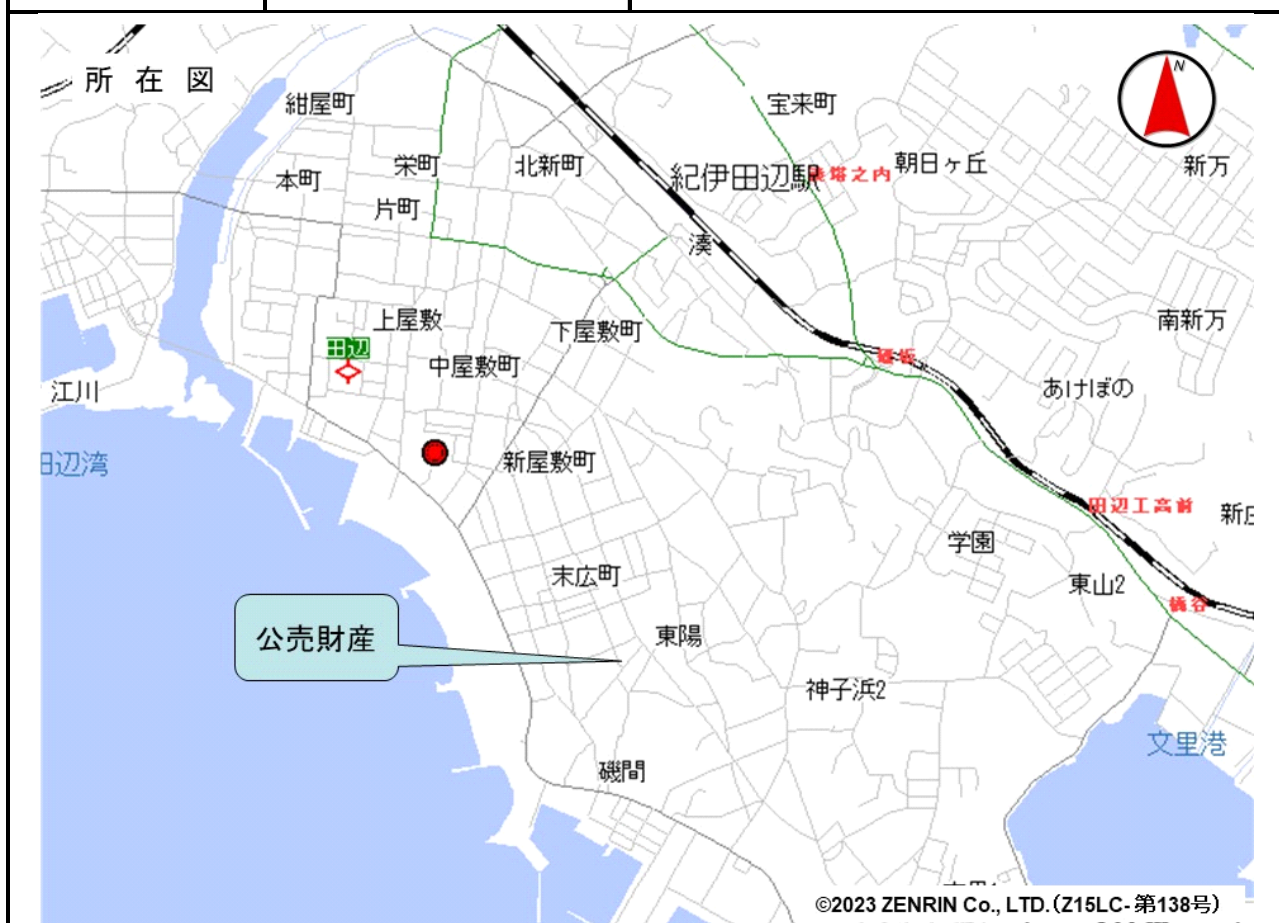 所在図
紺屋町
宝来町
栄町
北新町
朝日ヶ丘
新万
本町
紀伊田辺駅
塔之内
片町
湊
上屋敷
下屋敷町
南新万
田辺
中屋敷町
江川
あけぼの
田辺湾
新屋敷町
田辺工高前
学園
末広町
東山2
橋谷
公売財産
東陽
神子浜2
文里港
磯間
©2023 ZENRIN Co., LTD.(Z15LC-第138号)
N